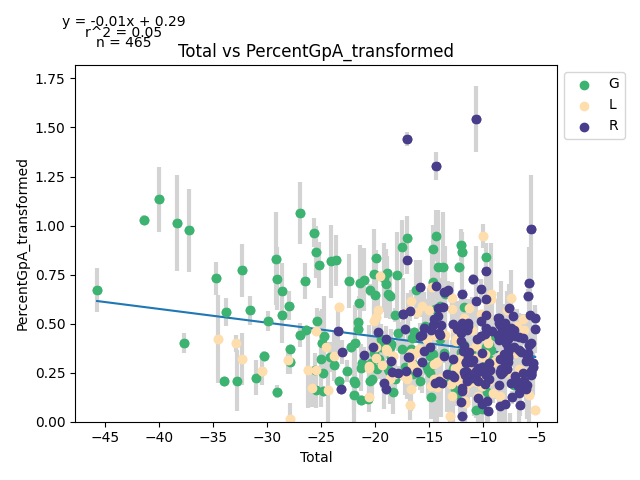 y = -0.01x + 0.29
r^2 = 0.05
n = 465
Total vs PercentGpA_transformed
G
L
R
PercentGpA_transformed
1.75
1.50
1.25
1.00
0.75
0.50
0.25
0.00
−45 −40 −35 −30 −25 −20 −15 −10 −5
Total